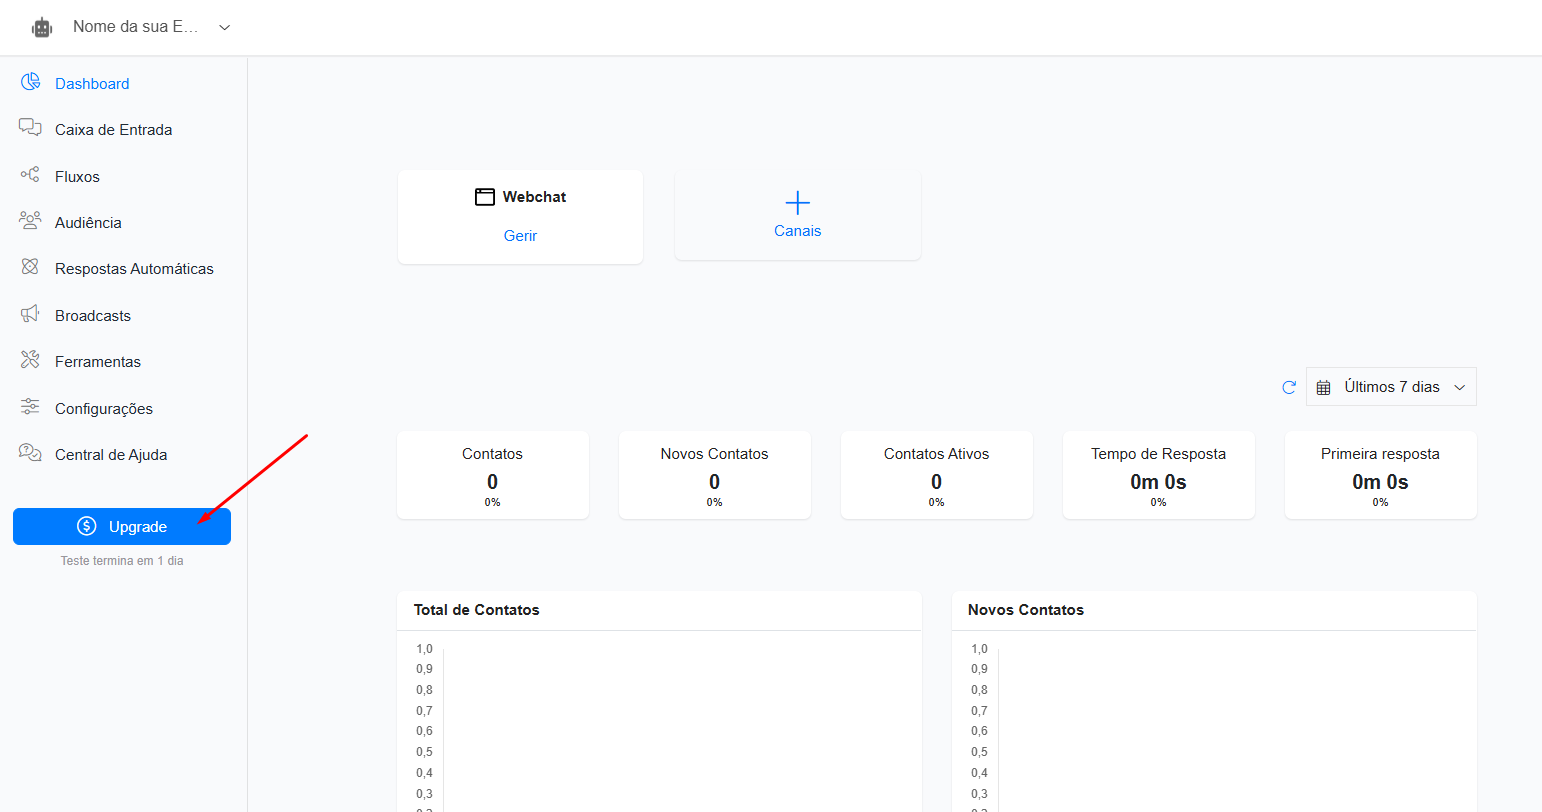 Nome da sua E...
Dashboard
Caixa de Entrada
Fluxos
Audiência
Respostas Automáticas
Broadcasts
Ferramentas
Configurações
Central de Ajuda
Upgrade
Teste termina em 1 dia
Webchat
Gerir
Canais
Últimos 7 dias
Contatos
0
0%
Novos Contatos
0
0%
Contatos Ativos
0
0%
Tempo de Resposta
0m 0s
0%
Primeira resposta
0m 0s
0%
Total de Contatos
1,0
0,9
0,8
0,7
0,6
0,5
0,4
0,3
Novos Contatos
1,0
0,9
0,8
0,7
0,6
0,5
0,4
0,3